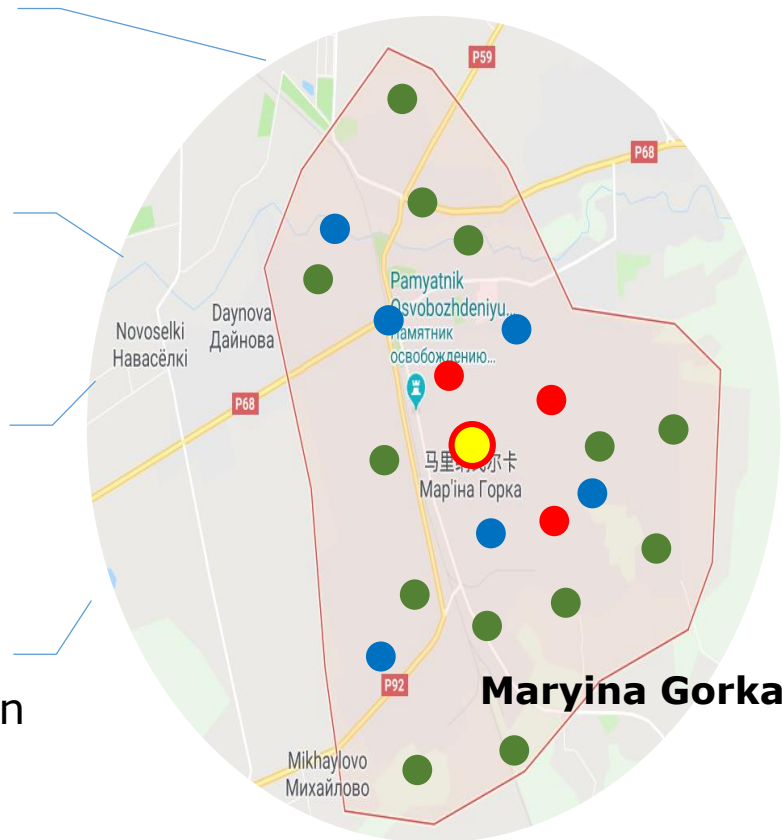 P59
P68
Pamyatnik
Osvobozhdeniyu...
Памятник
освобождению...
Daynova
Дайнова
Novoselki
Навасёлкі
P68
Мар'іна Горка
n
P92
Maryina Gorka
Mikhaylovo
Михайлово